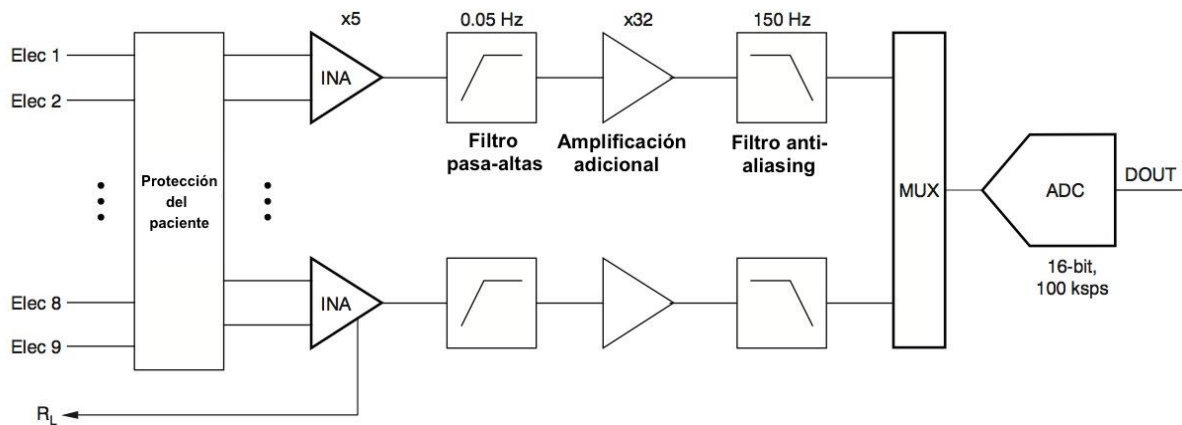 x5
0.05 Hz
x32
150 Hz
Elec 1
Elec 2
INA
Filtro
pasa-altas
Amplificación
adicional
Filtro anti-
aliasing
Protección
del
paciente
MUX
ADC
DOUT
16-bit,
100 ksps
Elec 8
Elec 9
INA
RL